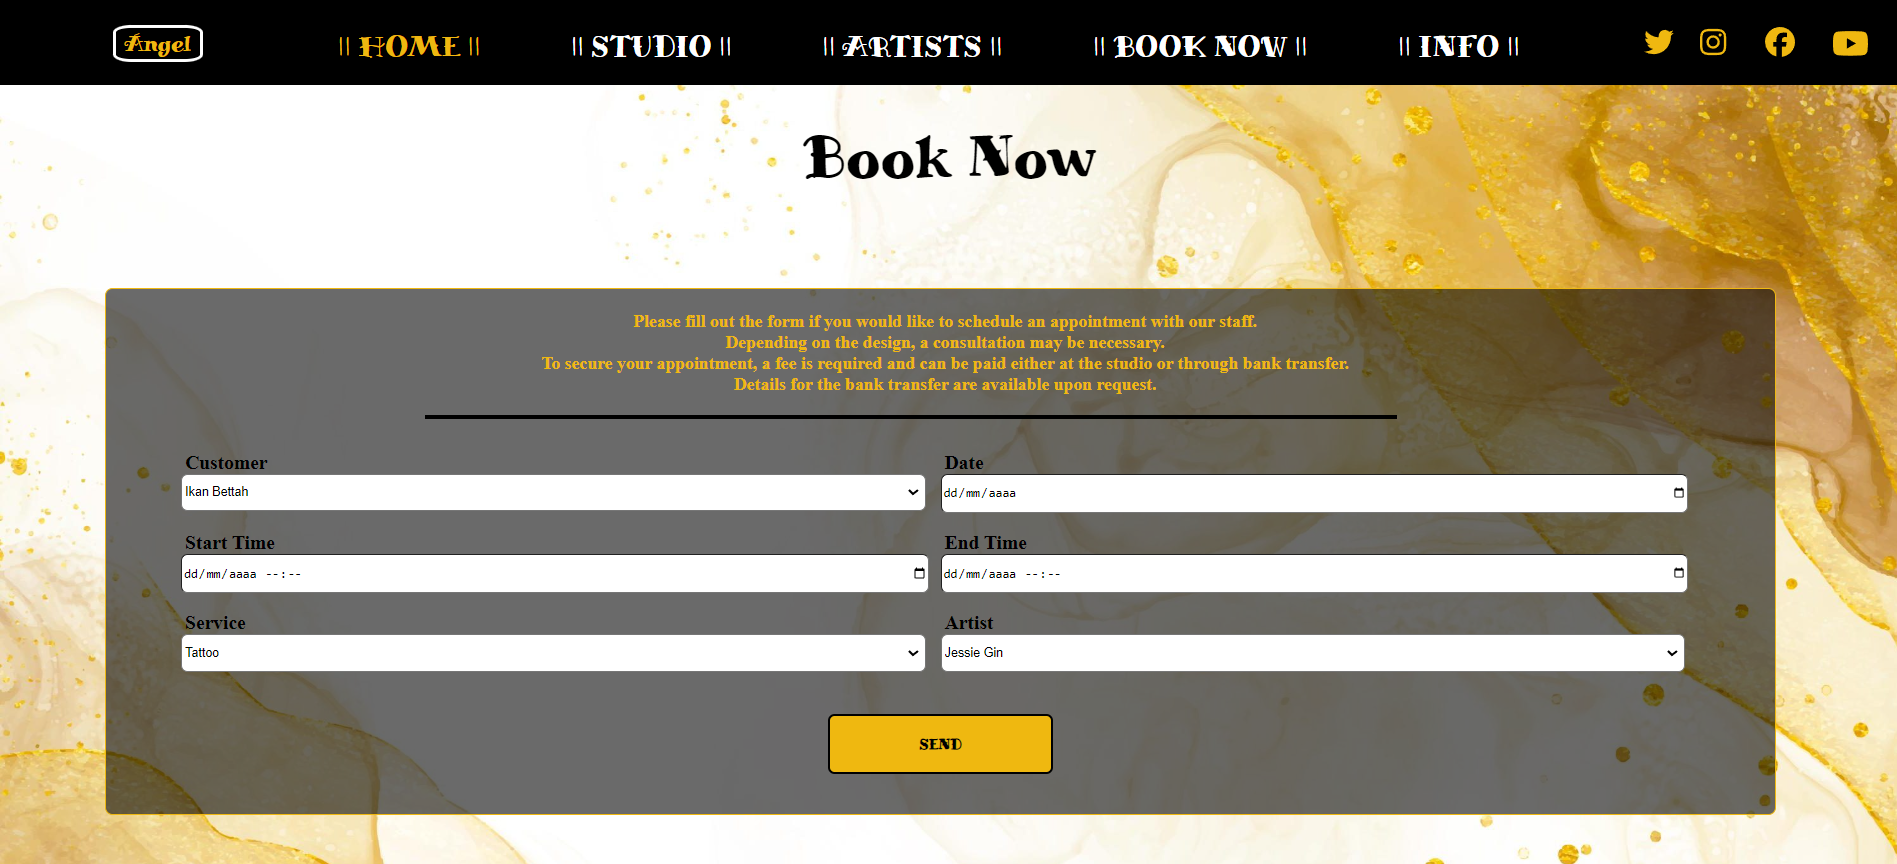 Angel
|| HOME || || STUDIO || || ARTISTS || || BOOK NOW || || INFO ||
Book Now
Please fill out the form if you would like to schedule an appointment with our staff.
Depending on the design, a consultation may be necessary.
To secure your appointment, a fee is required and can be paid either at the studio or through bank transfer.
Details for the bank transfer are available upon request.
Customer
Ikan Bettah
Date
dd/mm/aaaa
Start Time
dd/mm/aaaa --:--
End Time
dd/mm/aaaa --:--
Service
Tattoo
Artist
Jessie Gin
SEND